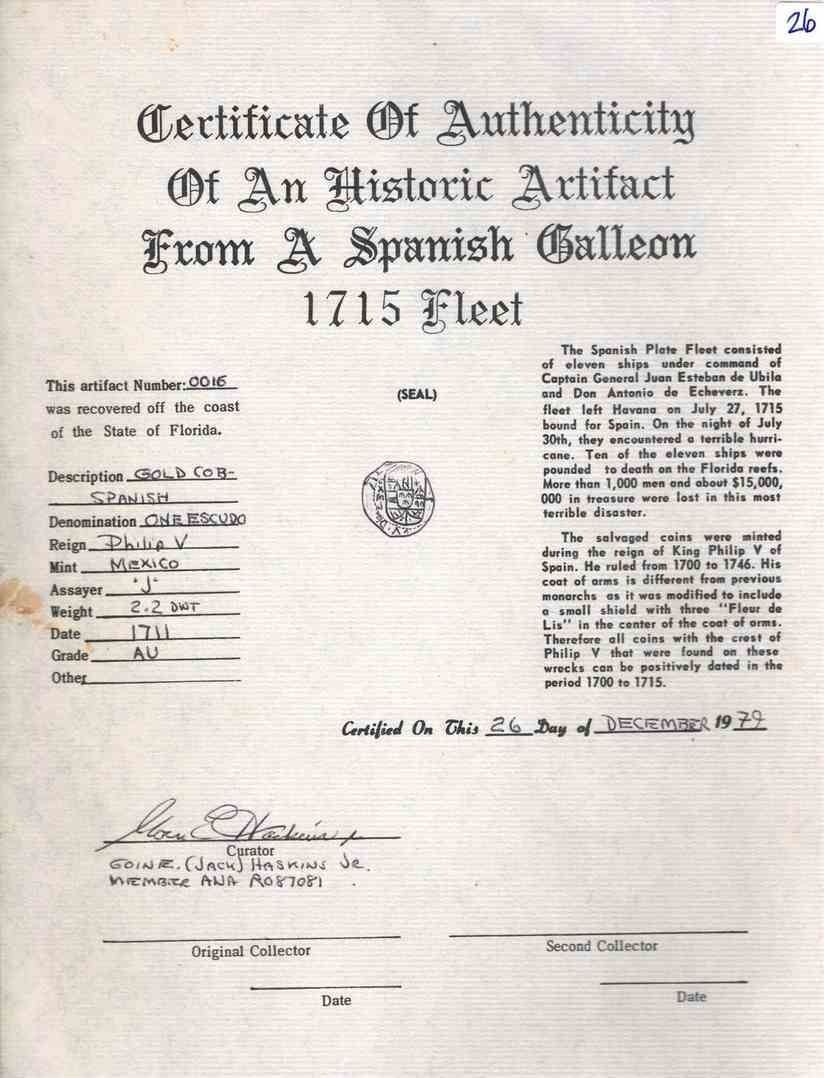 26
Certificate Of Authenticity
Of An Historic Artifact
From A Spanish Galleon
1715 Fleet
This artifact Number: 0016
was recovered off the coast
of the State of Florida.
Description GOLD COB-
SPANISH
Denomination ONE ESCUDO
Reign Philip V
Mint MEXICO
Assayer "J"
Weight 2.2 DWT
Date 1711
Grade AU
Other
(SEAL)
The Spanish Plate Fleet consisted
of eleven ships under command of
Captain General Juan Esteban de Ubila
and Don Antonio de Echeverz. The
fleet left Havana on July 27, 1715
bound for Spain. On the night of July
30th, they encountered a terrible hurri-
cane. Ten of the eleven ships were
pounded to death on the Florida reefs.
More than 1,000 men and about $15,000,
000 in treasure were lost in this most
terrible disaster.
The salvaged coins were minted
during the reign of King Philip V of
Spain. He ruled from 1700 to 1746. His
coat of arms is different from previous
monarchs as it was modified to include
a small shield with three "Fleur de
Lis" in the center of the coat of arms.
Therefore all coins with the crest of
Philip V that were found on these
wrecks can be positively dated in the
period 1700 to 1715.
Certified On This 26 Day of DECEMBER 1979
Curator
(JACK) HASKINS JR.
MEMBER ANA R087081
Original Collector
Second Collector
Date
Date